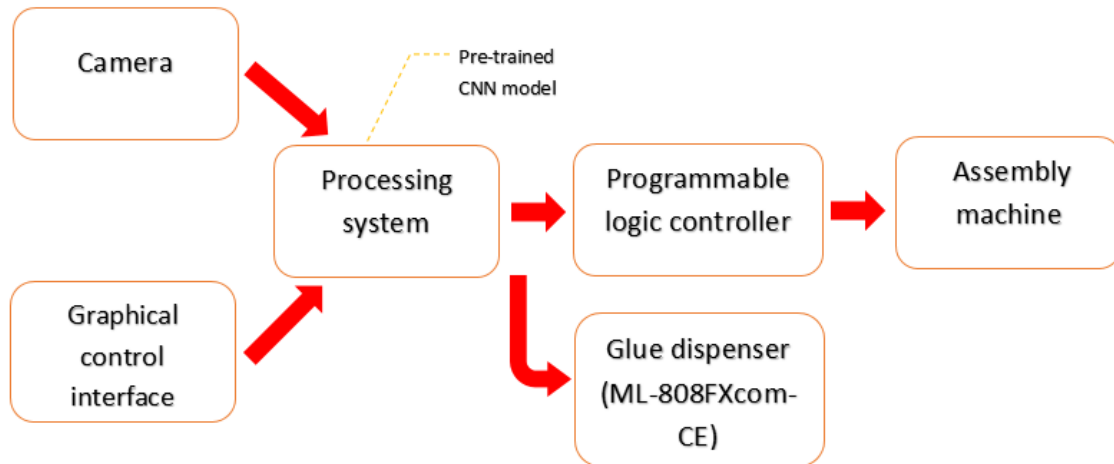 Camera
Pre-trained
CNN model
Processing
system
Programmable
logic controller
Assembly
machine
Graphical
control
interface
Glue dispenser
(ML-808FXcom-
CE)